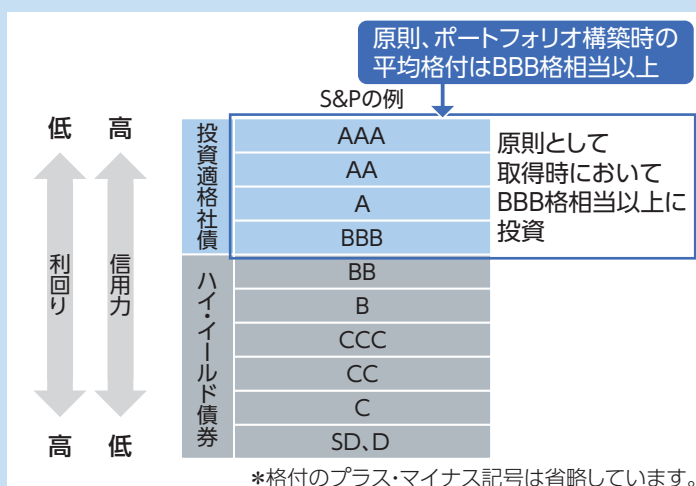 原則、ポートフォリオ構築時の
平均格付はBBB格相当以上
S&Pの例
低
高
利回り
信用力
高
低
投資適格社債
AAA
AA
A
BBB
原則として
取得時において
BBB格相当以上に
投資
ハイ・イールド債券
BB
B
CCC
CC
C
SD、D
*格付のプラス・マイナス記号は省略しています。